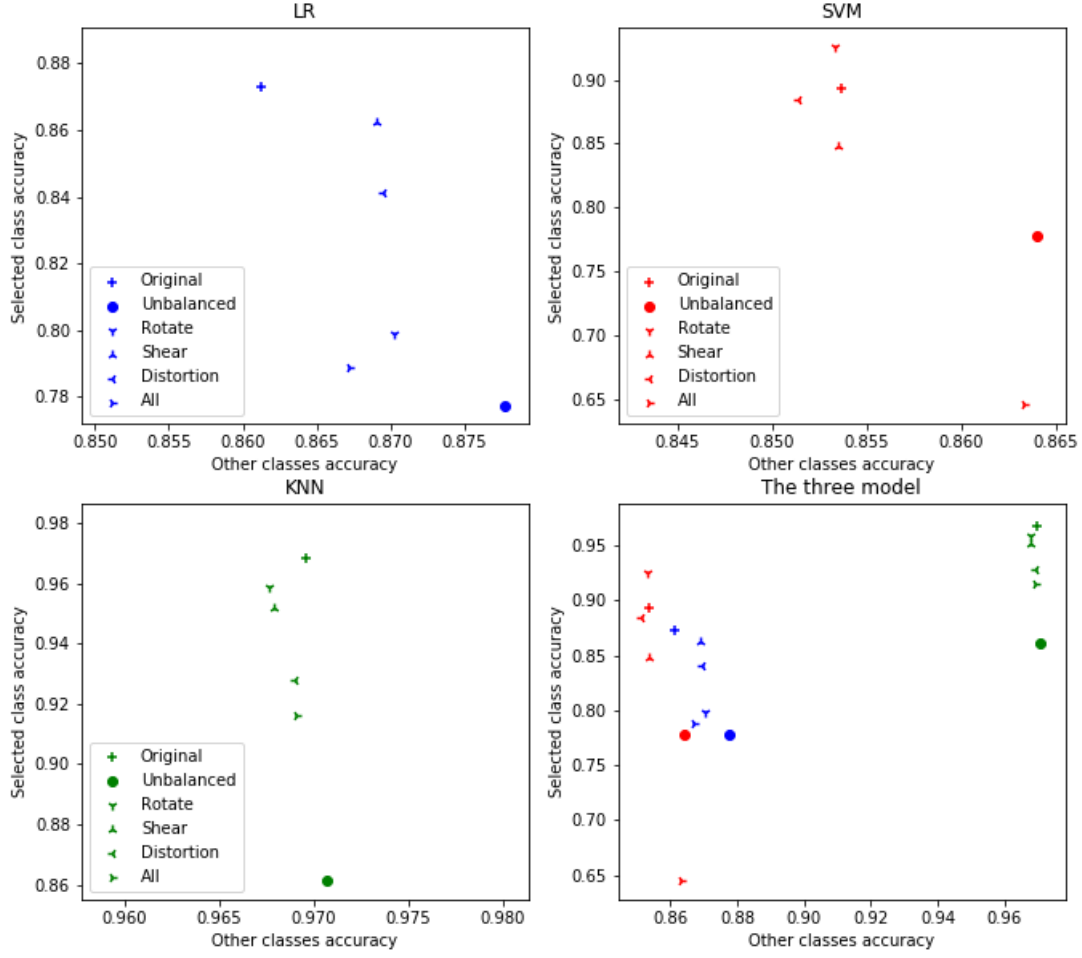 LR
Selected class accuracy
0.88
0.86
0.84
0.82
0.80
0.78
Original
Unbalanced
Rotate
Shear
Distortion
All
0.850 0.855 0.860 0.865 0.870 0.875
Other classes accuracy
SVM
Selected class accuracy
0.90
0.85
0.80
0.75
0.70
0.65
Original
Unbalanced
Rotate
Shear
Distortion
All
0.845 0.850 0.855 0.860 0.865
Other classes accuracy
KNN
Selected class accuracy
0.98
0.96
0.94
0.92
0.90
0.88
0.86
Original
Unbalanced
Rotate
Shear
Distortion
All
0.960 0.965 0.970 0.975 0.980
Other classes accuracy
The three model
Selected class accuracy
0.95
0.90
0.85
0.80
0.75
0.70
0.65
0.86 0.88 0.90 0.92 0.94 0.96
Other classes accuracy